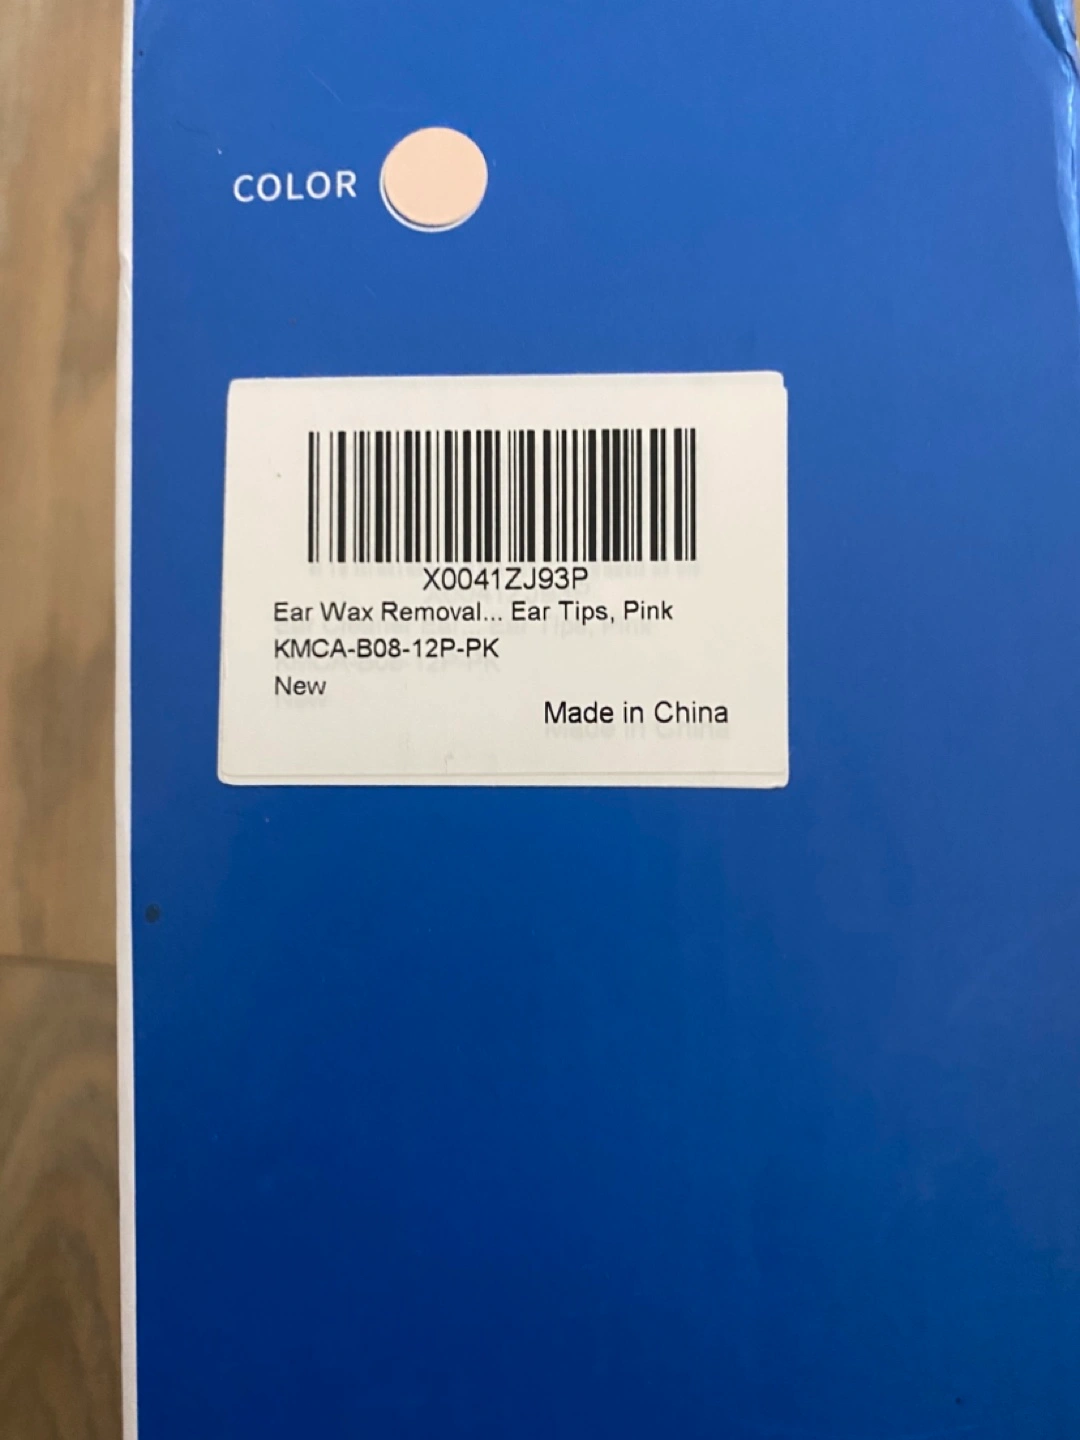 COLOR
X0041ZJ93P
Ear Wax Removal... Ear Tips, Pink
KMCA-B08-12P-PK
New
Made in China